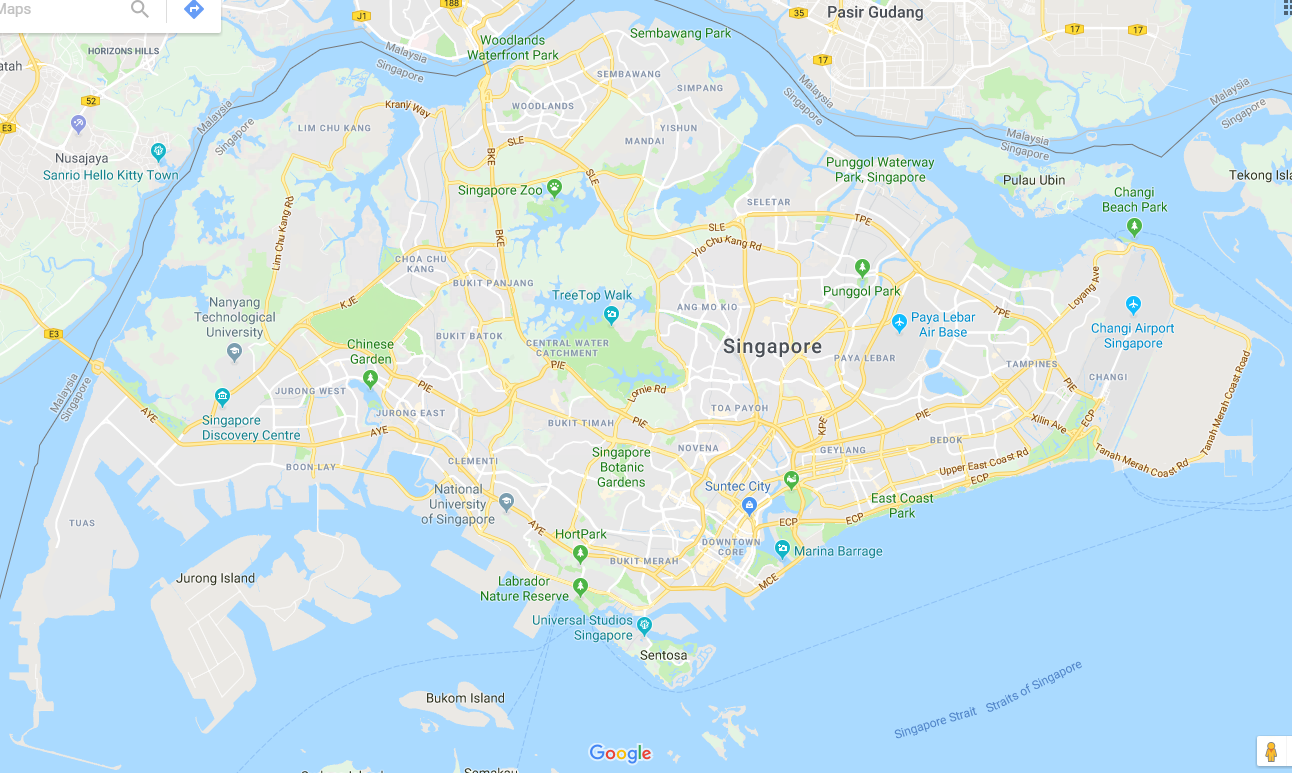 Maps
J1
188
35
Pasir Gudang
17
17
17
HORIZONS HILLS
Woodlands
Waterfront Park
Sembawang Park
Malaysia
Singapore
SEMBAWANG
SIMPANG
Malaysia
Singapore
Malaysia
Singapore
atah
52
E3
Malaysia
Singapore
Kranji Way
WOODLANDS
LIM CHU KANG
YISHUN
MANDAI
SLE
BKE
Malaysia
Singapore
Nusajaya
Sanrio Hello Kitty Town
Punggol Waterway
Park, Singapore
Pulau Ubin
Tekong Isla
Singapore Zoo
SLE
Changi
Beach Park
SELETAR
TPE
Lim Chu Kang Rd
BKE
SLE
Yio Chu Kang Rd
CHOA CHU
KANG
BUKIT PANJANG
Punggol Park
Loyang Ave
KJE
Nanyang
Technological
University
TreeTop Walk
ANG MO KIO
Paya Lebar
Air Base
TPE
Changi Airport
Singapore
E3
BUKIT BATOK
CENTRAL WATER
CATCHMENT
Singapore
PAYA LEBAR
Chinese
Garden
PIE
TAMPINES
CHANGI
PIE
Tanah Merah Coast Road
Malaysia
Singapore
JURONG WEST
PIE
Lornie Rd
AYE
JURONG EAST
TOA PAYOH
PIE
ECP
Singapore
Discovery Centre
AYE
BUKIT TIMAH
PIE
KPE
Xilin Ave
BEDOK
NOVENA
GEYLANG
Tanah Merah Coast Rd
BOON LAY
CLEMENTI
Singapore
Botanic
Gardens
Upper East Coast Rd
ECP
National
University
of Singapore
Suntec City
East Coast
Park
TUAS
AYE
ECP
ECP
HortPark
DOWNTOWN
CORE
Marina Barrage
BUKIT MERAH
Jurong Island
Labrador
Nature Reserve
MCE
Universal Studios
Singapore
Sentosa
Bukom Island
Singapore Strait
Straits of Singapore
Google
Semakau